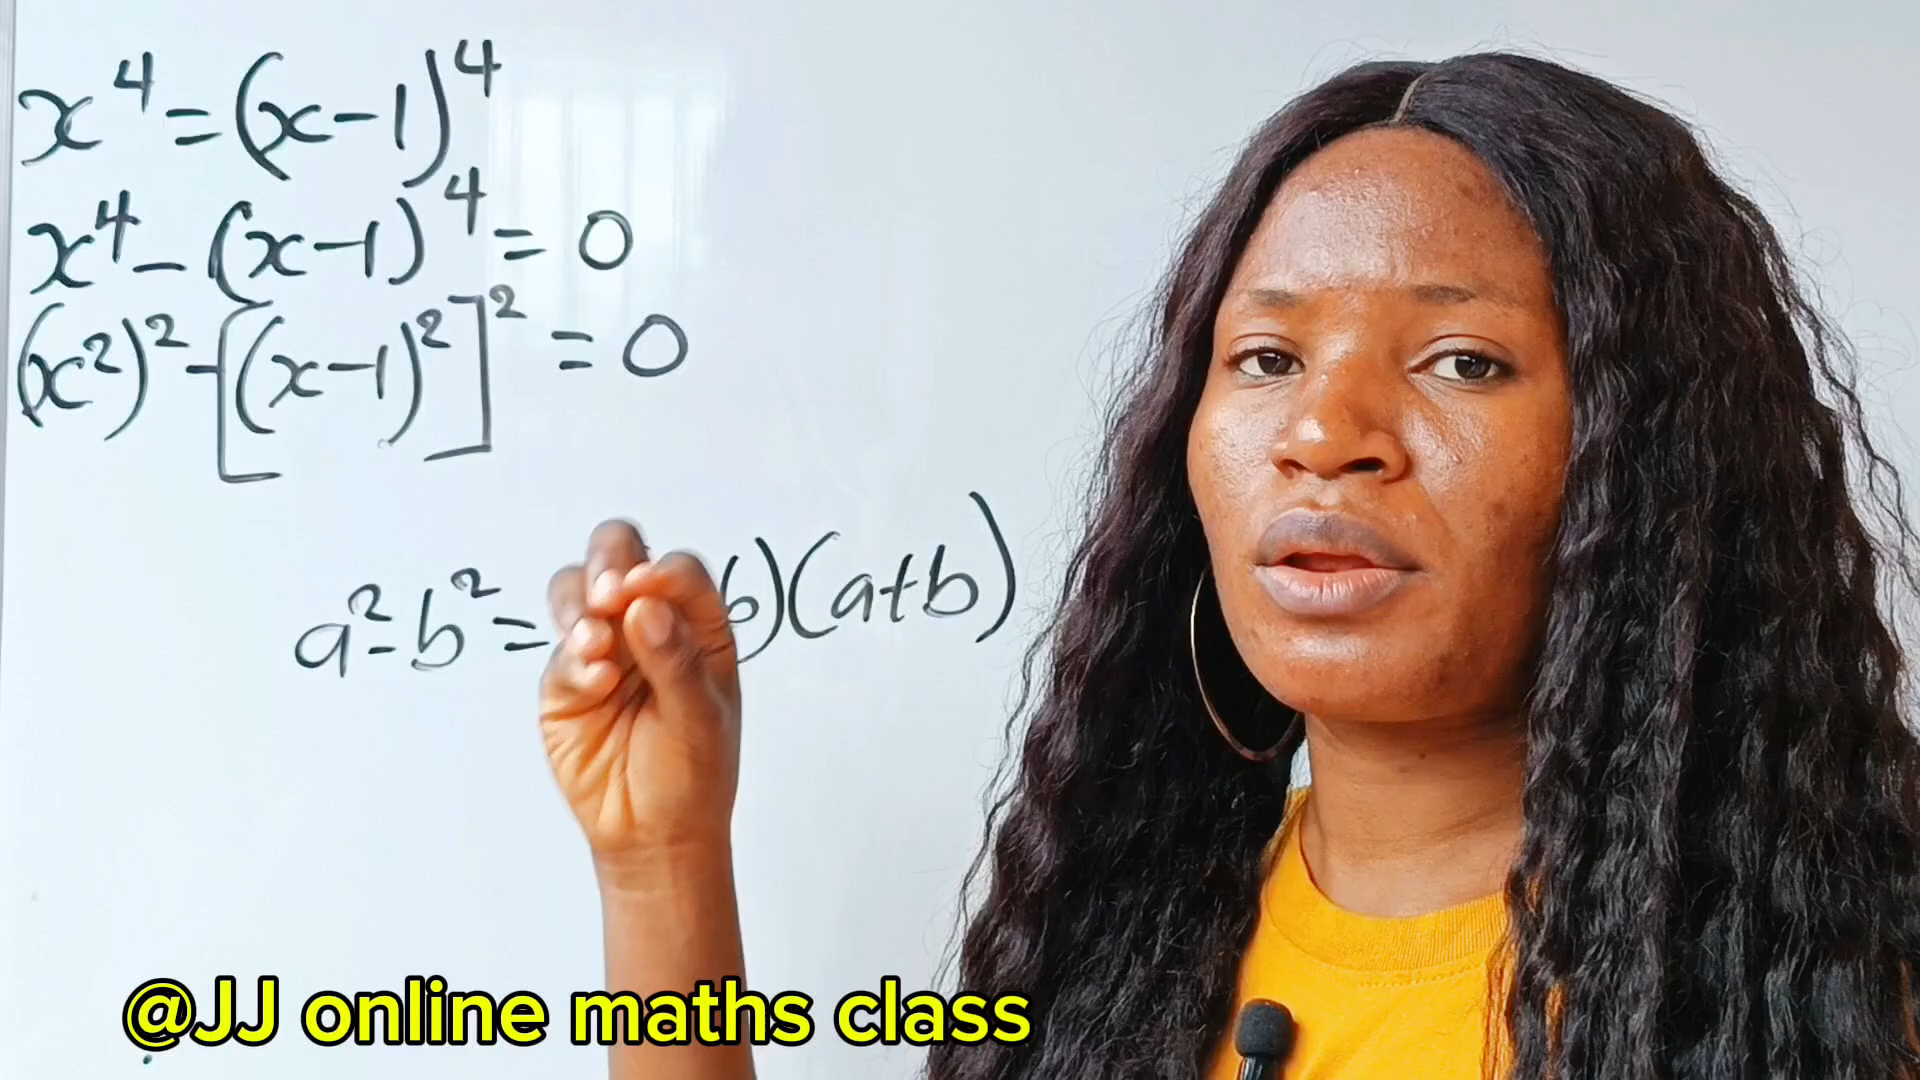 x⁴ = (x-1)⁴
x⁴ - (x-1)⁴ = 0
(x²)² - [(x-1)²]² = 0
a² - b² = b)(a+b)
@JJ online maths class